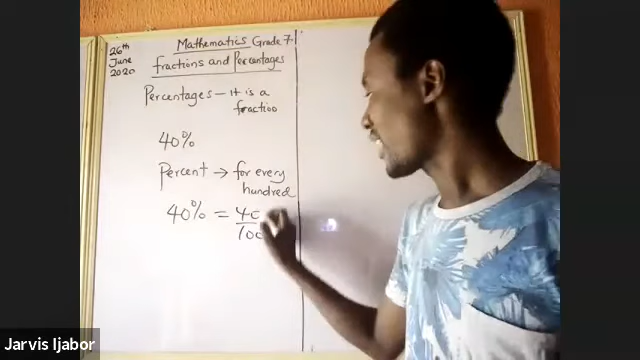 26th
June
2020
Mathematics Grade 7.
fractions and Percentages
Percentages - it is a
fraction
40%
Percent → for every
hundred
40% = 40
100
Jarvis Ijabor